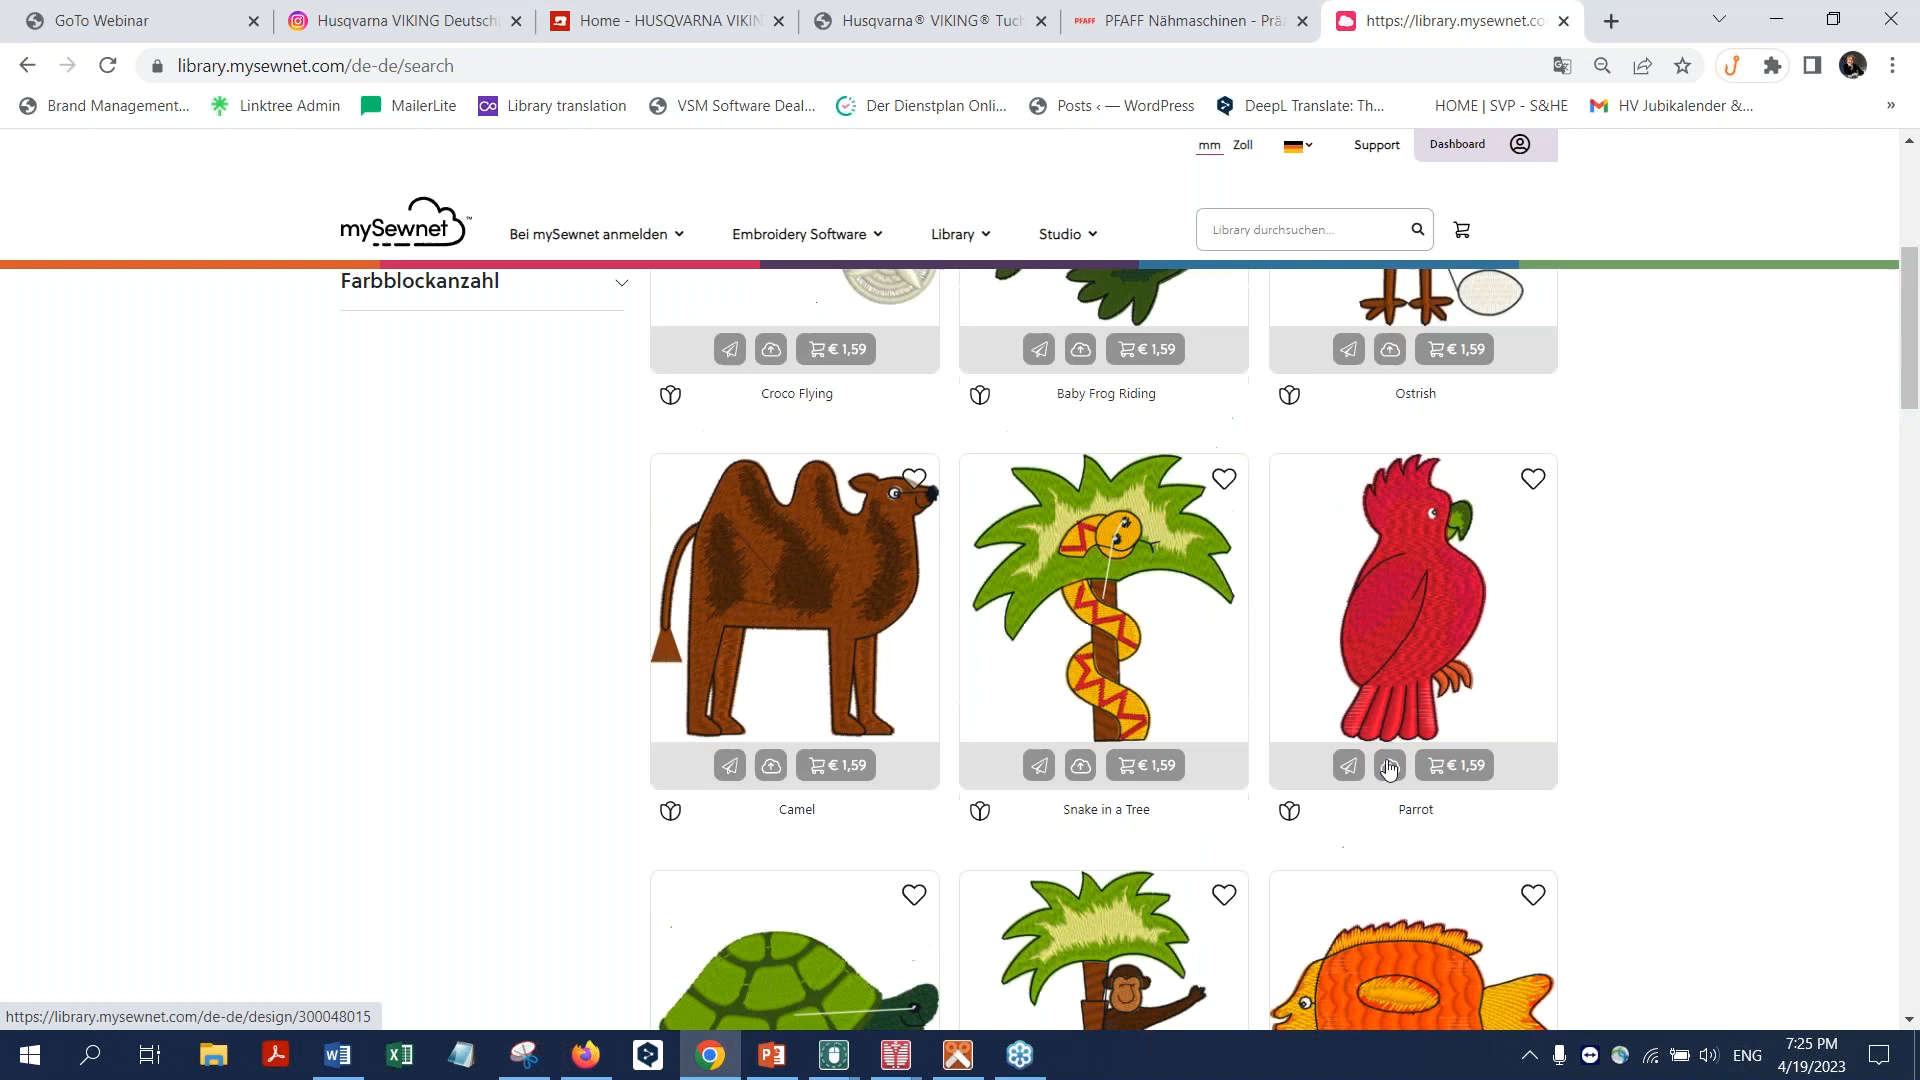 GoTo Webinar
Husqvarna VIKING Deutsch
Home - HUSQVARNA VIKIN
Husqvarna® VIKING® Tuch
PFAFF PFAFF Nähmaschinen - Prä
https://library.mysewnet.co
library.mysewnet.com/de-de/search
Brand Management...
Linktree Admin
MailerLite
Library translation
VSM Software Deal...
Der Dienstplan Onli...
Posts ‹ — WordPress
DeepL Translate: Th...
HOME | SVP - S&HE
HV Jubikalender &...
»
mm Zoll
Support
Dashboard
mySewnet™
Bei mySewnet anmelden
Embroidery Software
Library
Studio
Library durchsuchen...
Farbblockanzahl
€ 1,59
€ 1,59
€ 1,59
Croco Flying
Baby Frog Riding
Ostrish
€ 1,59
€ 1,59
€ 1,59
Camel
Snake in a Tree
Parrot
https://library.mysewnet.com/de-de/design/300048015
ENG
7:25 PM
4/19/2023